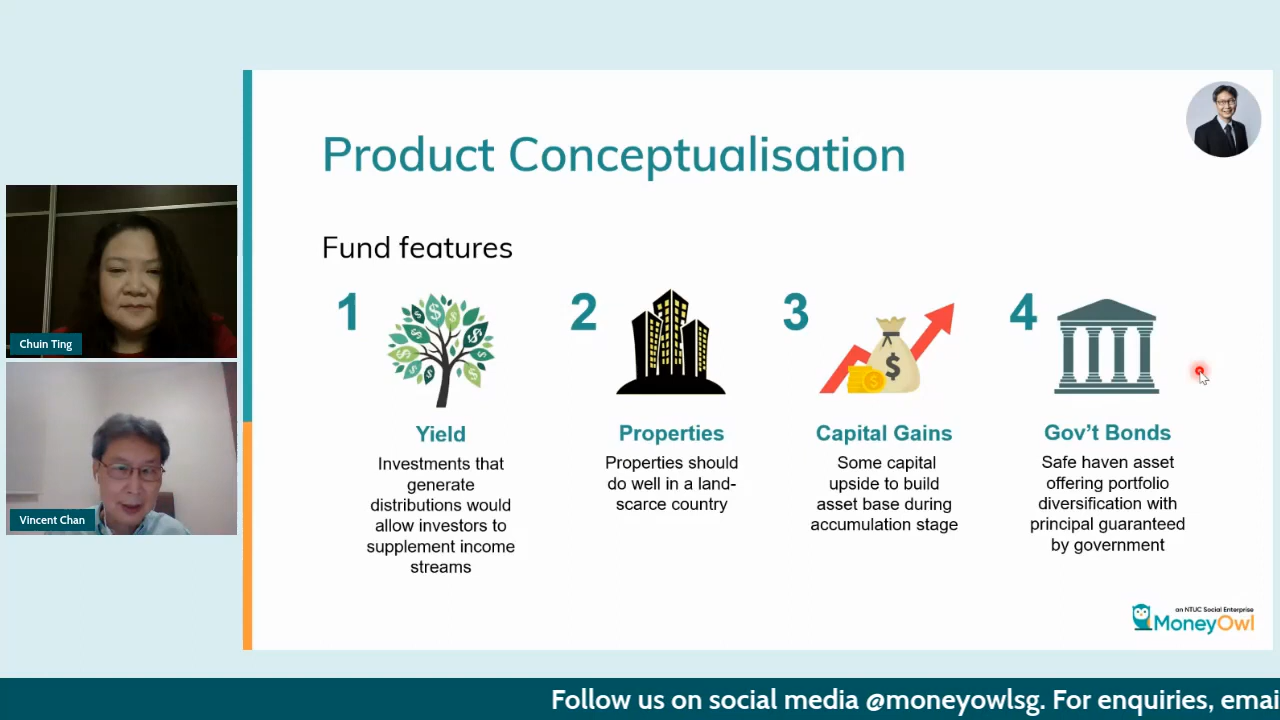 Product Conceptualisation
Fund features
1
Yield
Investments that
generate
distributions would
allow investors to
supplement income
streams
2
Properties
Properties should
do well in a land-
scarce country
3
$
Capital Gains
Some capital
upside to build
asset base during
accumulation stage
4
Gov't Bonds
Safe haven asset
offering portfolio
diversification with
principal guaranteed
by government
Chuin Ting
Vincent Chan
an NTUC Social Enterprise
MoneyOwl
Follow us on social media @moneyowlsg. For enquiries, emai